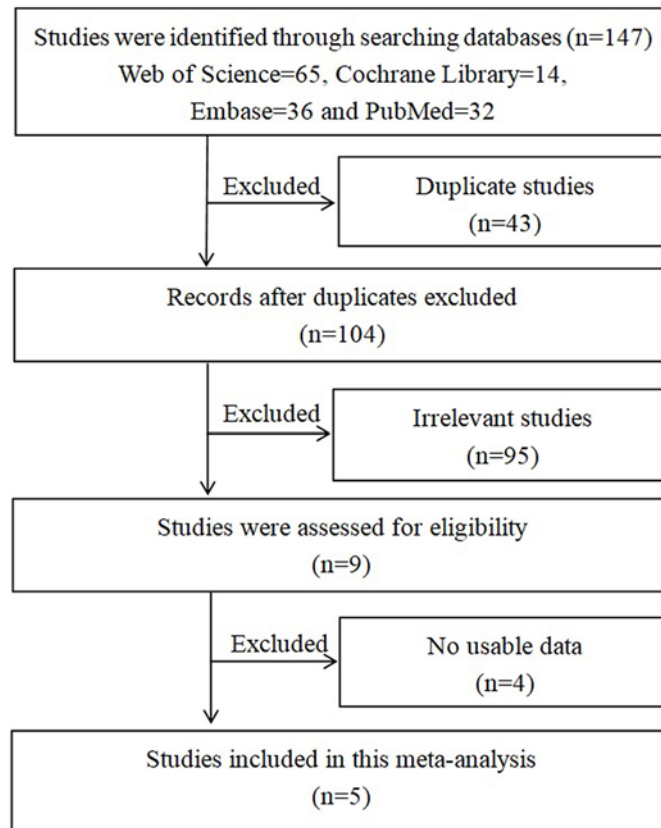 Studies were identified through searching databases (n=147)
Web of Science=65, Cochrane Library=14,
Embase=36 and PubMed=32
Excluded
Duplicate studies
(n=43)
Records after duplicates excluded
(n=104)
Excluded
Irrelevant studies
(n=95)
Studies were assessed for eligibility
(n=9)
Excluded
No usable data
(n=4)
Studies included in this meta-analysis
(n=5)